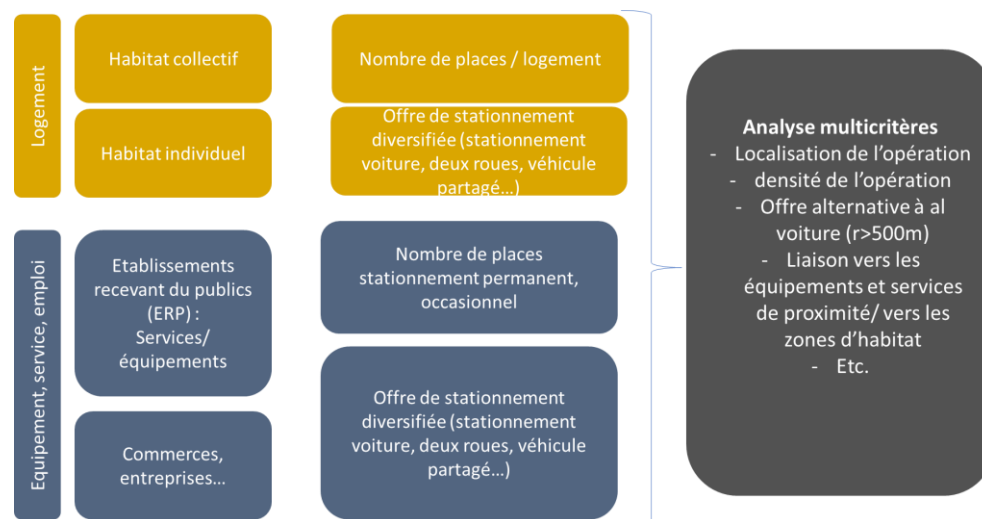 Logement
Habitat collectif
Habitat individuel
Nombre de places / logement
Offre de stationnement
diversifiée (stationnement
voiture, deux roues, véhicule
partagé…)
Equipement, service, emploi
Etablissements
recevant du publics
(ERP) :
Services/
équipements
Commerces,
entreprises…
Nombre de places
stationnement permanent,
occasionnel
Offre de stationnement
diversifiée (stationnement
voiture, deux roues, véhicule
partagé…)
Analyse multicritères
- Localisation de l’opération
- densité de l’opération
- Offre alternative à al
voiture (r>500m)
- Liaison vers les
équipements et services
de proximité/ vers les
zones d’habitat
- Etc.